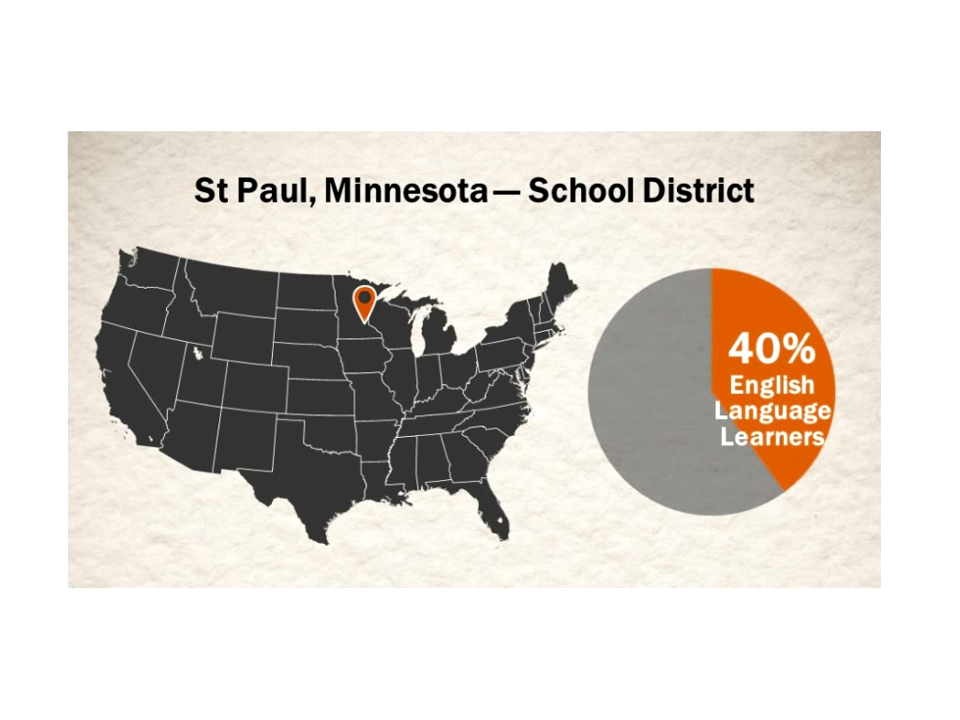 St Paul, Minnesota — School District
40%
English
Language
Learners